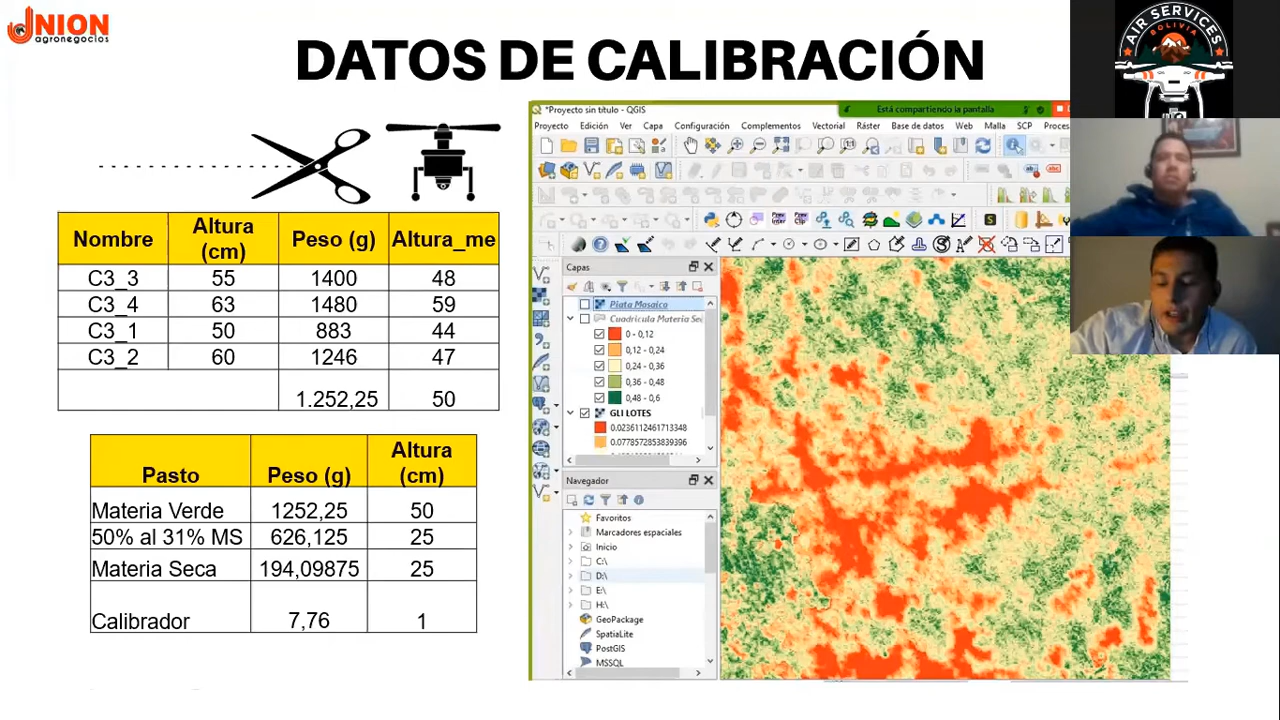 UNION
agronegocios
DATOS DE CALIBRACIÓN
AIR SERVICES
BOLIVIA
Nombre Altura (cm) Peso (g) Altura_me
C3_3 55 1400 48
C3_4 63 1480 59
C3_1 50 883 44
C3_2 60 1246 47
1.252,25 50
Pasto Peso (g) Altura (cm)
Materia Verde 1252,25 50
50% al 31% MS 626,125 25
Materia Seca 194,09875 25
Calibrador 7,76 1
*Proyecto sin título - QGIS
Está compartiendo la pantalla
Proyecto Edición Ver Capa Configuración Complementos Vectorial Ráster Base de datos Web Malla SCP Proces
Capas
Plata Mosaico
Cuadricula Materia Se
0 - 0,12
0,12 - 0,24
0,24 - 0,36
0,36 - 0,48
0,48 - 0,6
GLI LOTES
0.0236112461713348
0.0778572853839396
Navegador
Favoritos
Marcadores espaciales
Inicio
C:\
D:\
E:\
H:\
GeoPackage
SpatiaLite
PostGIS
MSSQL